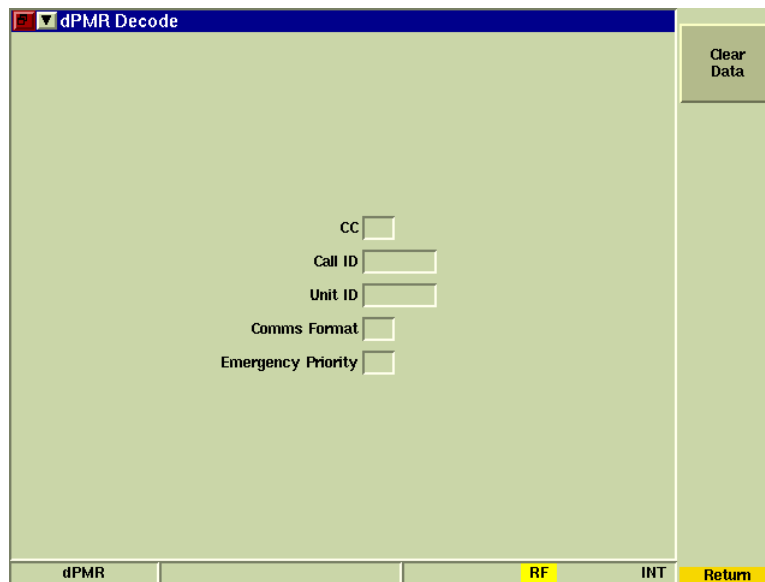 dPMR Decode
Clear
Data
CC
Call ID
Unit ID
Comms Format
Emergency Priority
dPMR RF INT Return